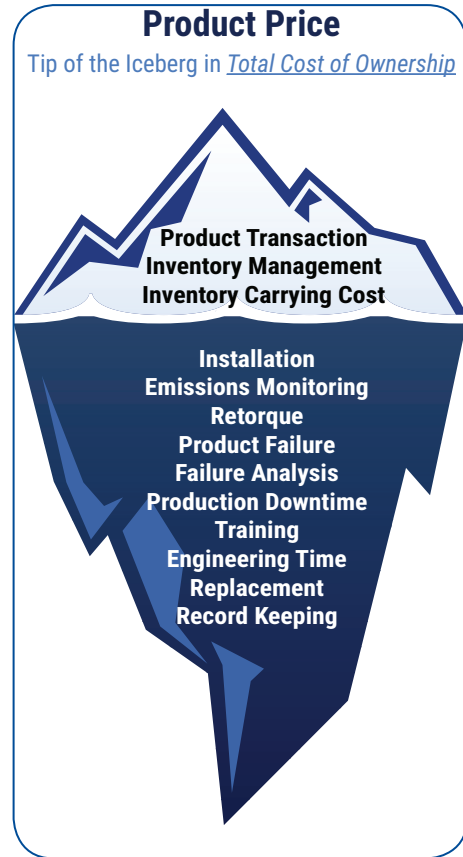 Product Price
Tip of the Iceberg in Total Cost of Ownership
Product Transaction
Inventory Management
Inventory Carrying Cost
Installation
Emissions Monitoring
Retorque
Product Failure
Failure Analysis
Production Downtime
Training
Engineering Time
Replacement
Record Keeping